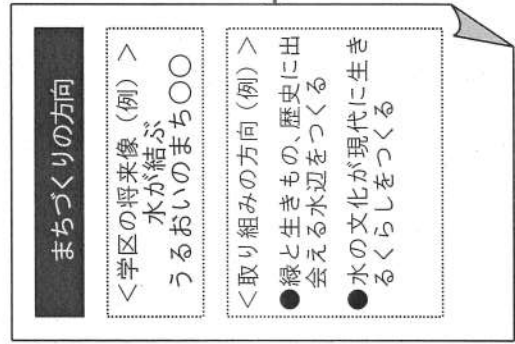 まちづくりの方向
＜学区の将来像（例）＞
水が結ぶ
うるおいのまち〇〇
＜取り組みの方向（例）＞
●緑と生きもの、歴史に出
会える水辺をつくる
●水の文化が現代に生き
るくらしをつくる